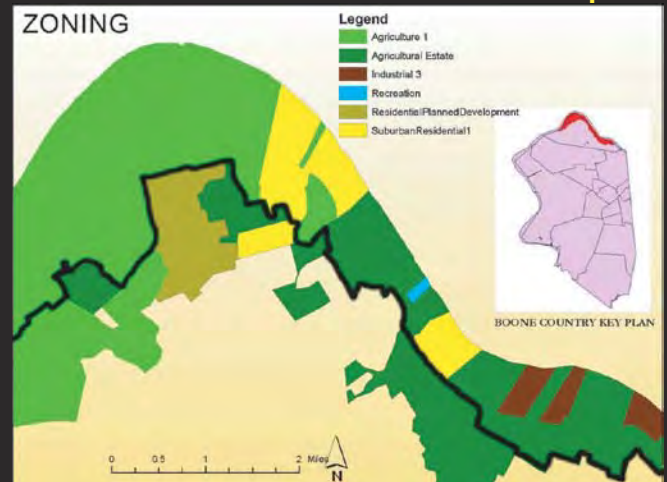 ZONING
Legend
Agriculture 1
Agricultural Estate
Industrial 3
Recreation
ResidentialPlannedDevelopment
SuburbanResidential1
BOONE COUNTRY KEY PLAN
0 0.5 1 2 Miles
N